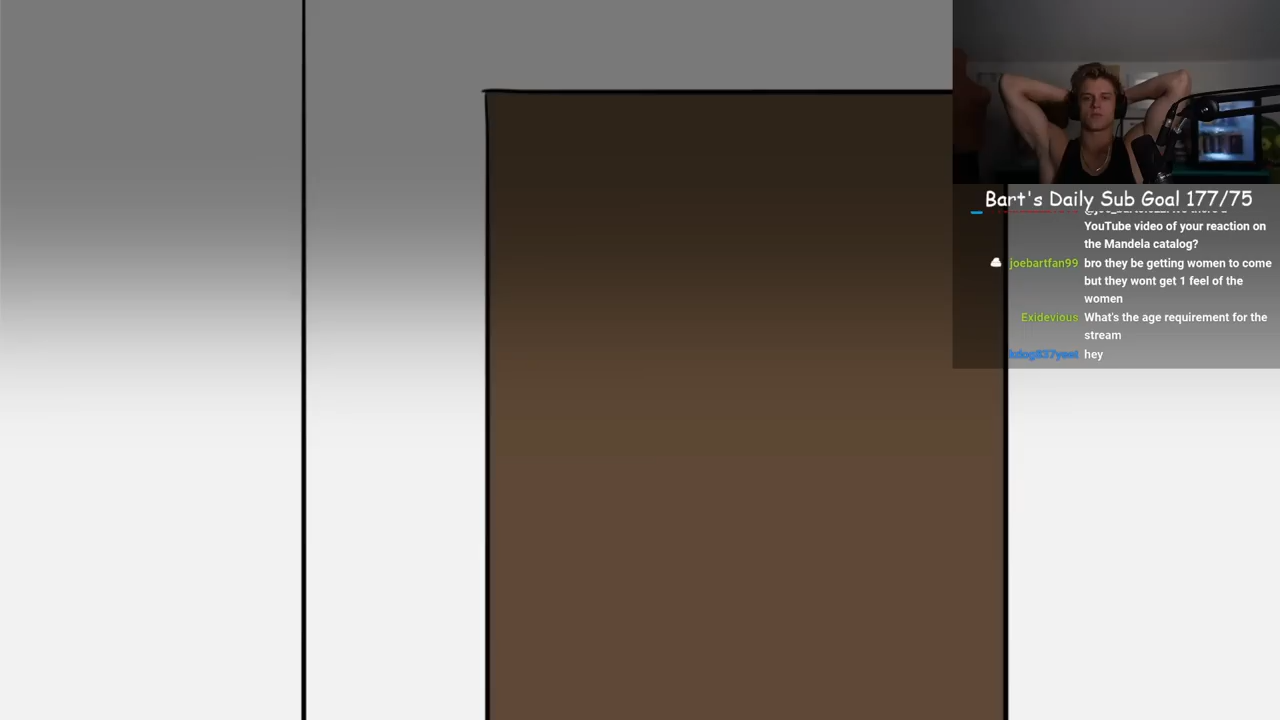 Bart's Daily Sub Goal 177/75
YouTube video of your reaction on
the Mandela catalog?
joebartfan99 bro they be getting women to come
but they wont get 1 feel of the
women
Exidevious What's the age requirement for the
stream
hey